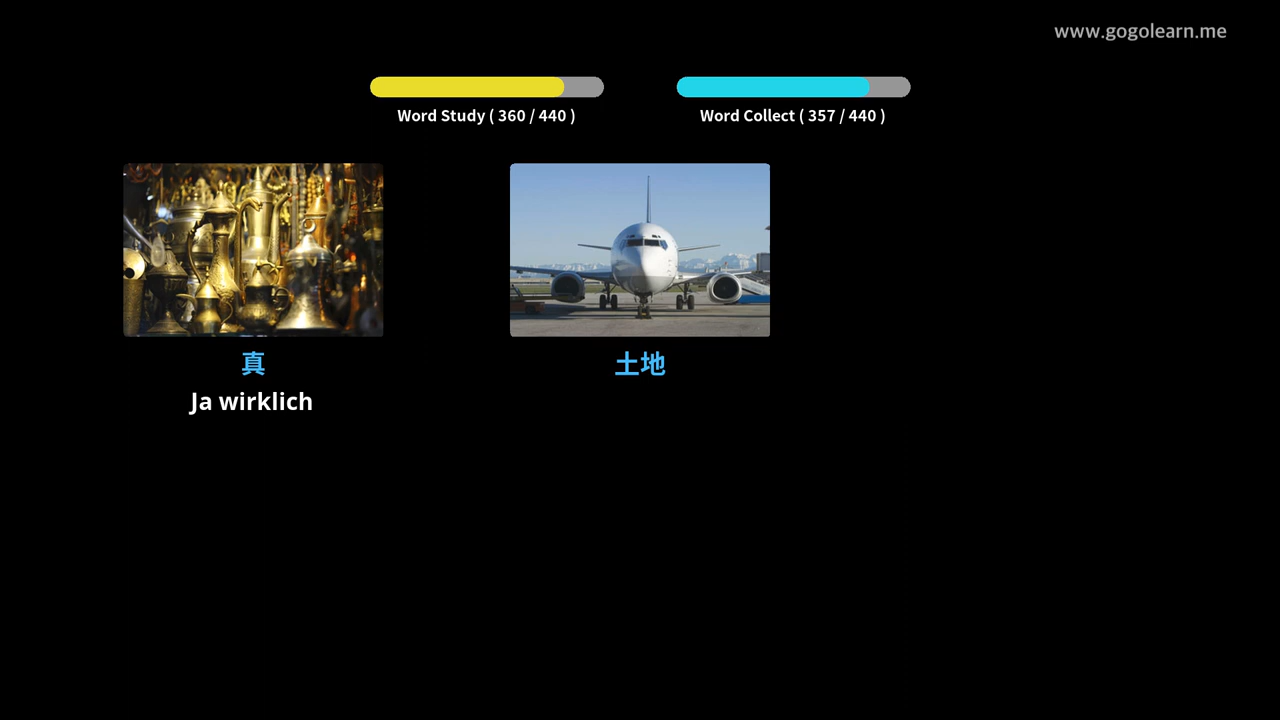 www.gogolearn.me
Word Study ( 360 / 440 )
Word Collect ( 357 / 440 )
真
土地
Ja wirklich